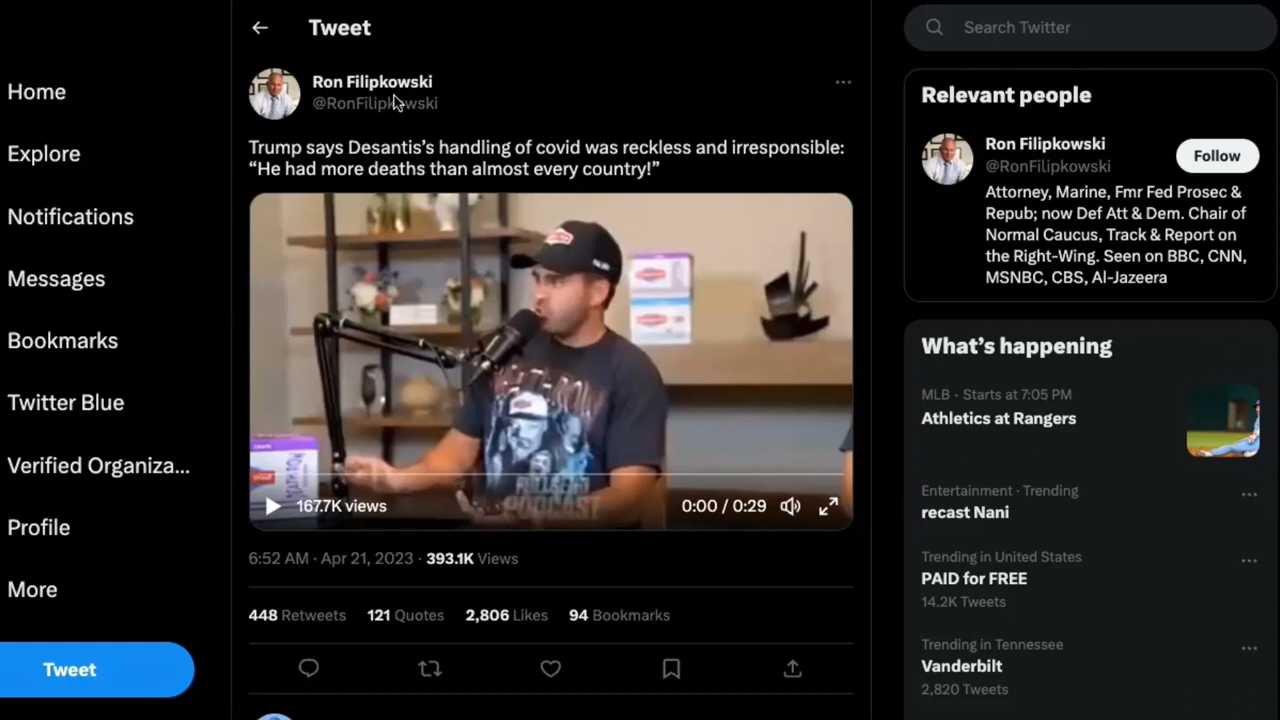 Home
Explore
Notifications
Messages
Bookmarks
Twitter Blue
Verified Organiza...
Profile
More
Tweet
Tweet
Ron Filipkowski
@RonFilipkowski
Trump says Desantis’s handling of covid was reckless and irresponsible:
“He had more deaths than almost every country!”
PODCAST
167.7K views
0:00 / 0:29
6:52 AM · Apr 21, 2023 · 393.1K Views
448 Retweets 121 Quotes 2,806 Likes 94 Bookmarks
Search Twitter
Relevant people
Ron Filipkowski
@RonFilipkowski
Follow
Attorney, Marine, Fmr Fed Prosec &
Repub; now Def Att & Dem. Chair of
Normal Caucus, Track & Report on
the Right-Wing. Seen on BBC, CNN,
MSNBC, CBS, Al-Jazeera
What’s happening
MLB · Starts at 7:05 PM
Athletics at Rangers
Entertainment · Trending
recast Nani
Trending in United States
PAID for FREE
14.2K Tweets
Trending in Tennessee
Vanderbilt
2,820 Tweets